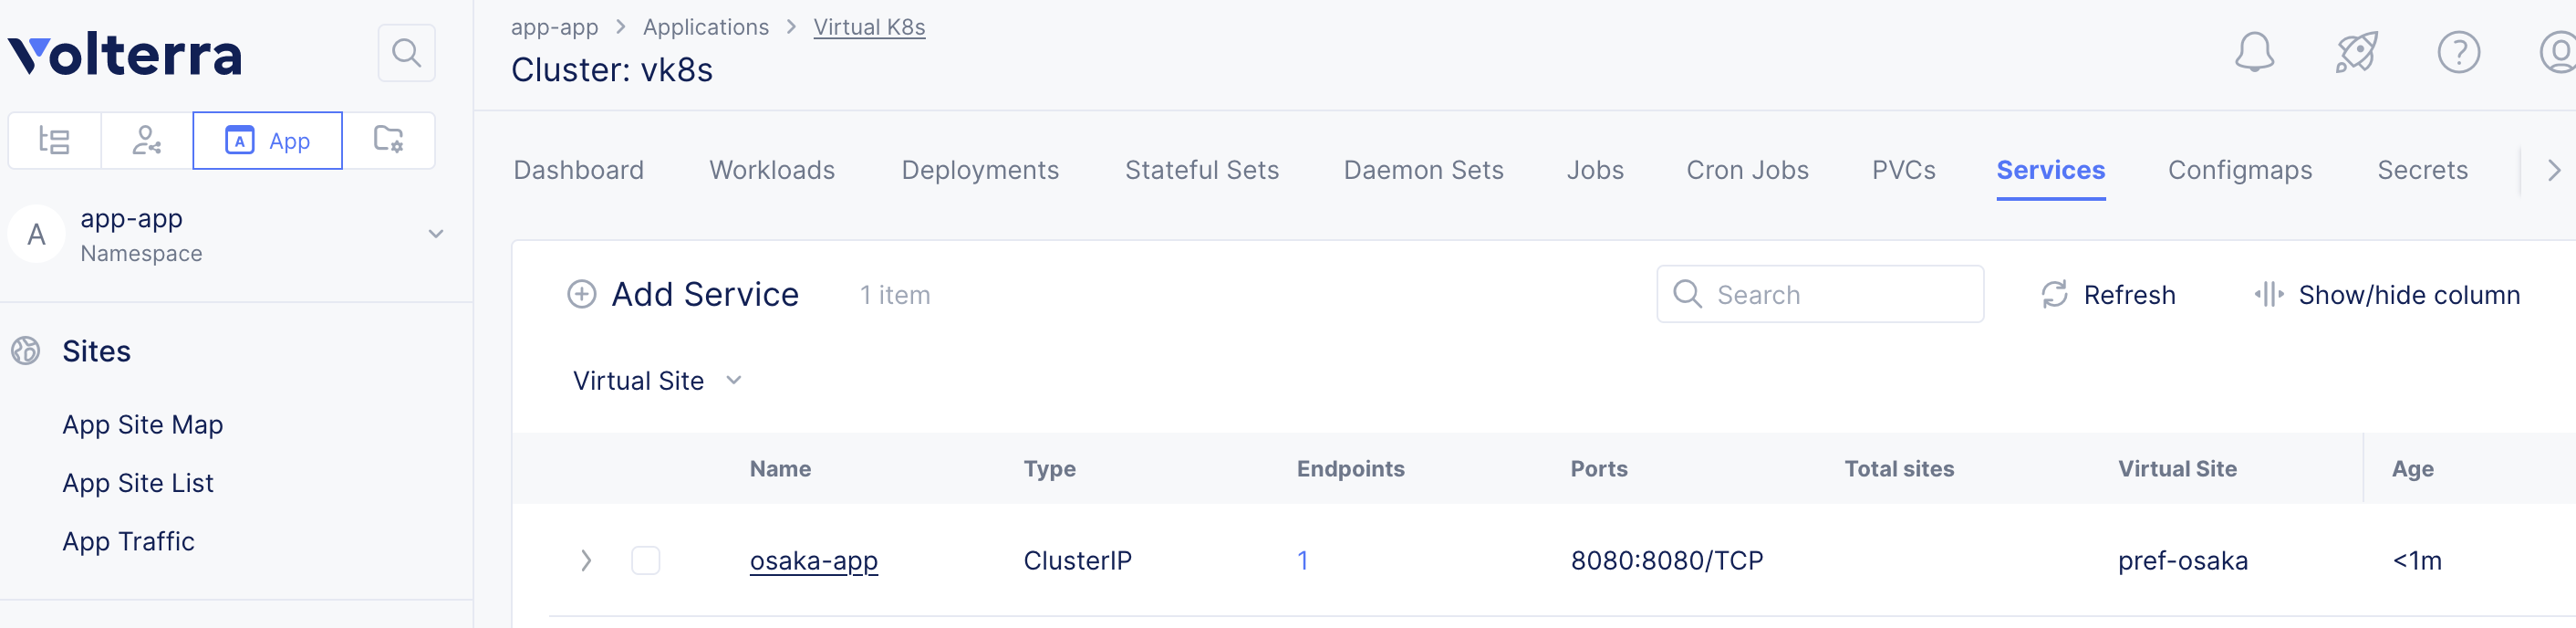 Volterra
App
A
app-app
Namespace
Sites
App Site Map
App Site List
App Traffic
app-app > Applications > Virtual K8s
Cluster: vk8s
Dashboard Workloads Deployments Stateful Sets Daemon Sets Jobs Cron Jobs PVCs Services Configmaps Secrets
Add Service 1 item Search Refresh Show/hide column
Virtual Site
Name Type Endpoints Ports Total sites Virtual Site Age
osaka-app ClusterIP 1 8080:8080/TCP pref-osaka <1m